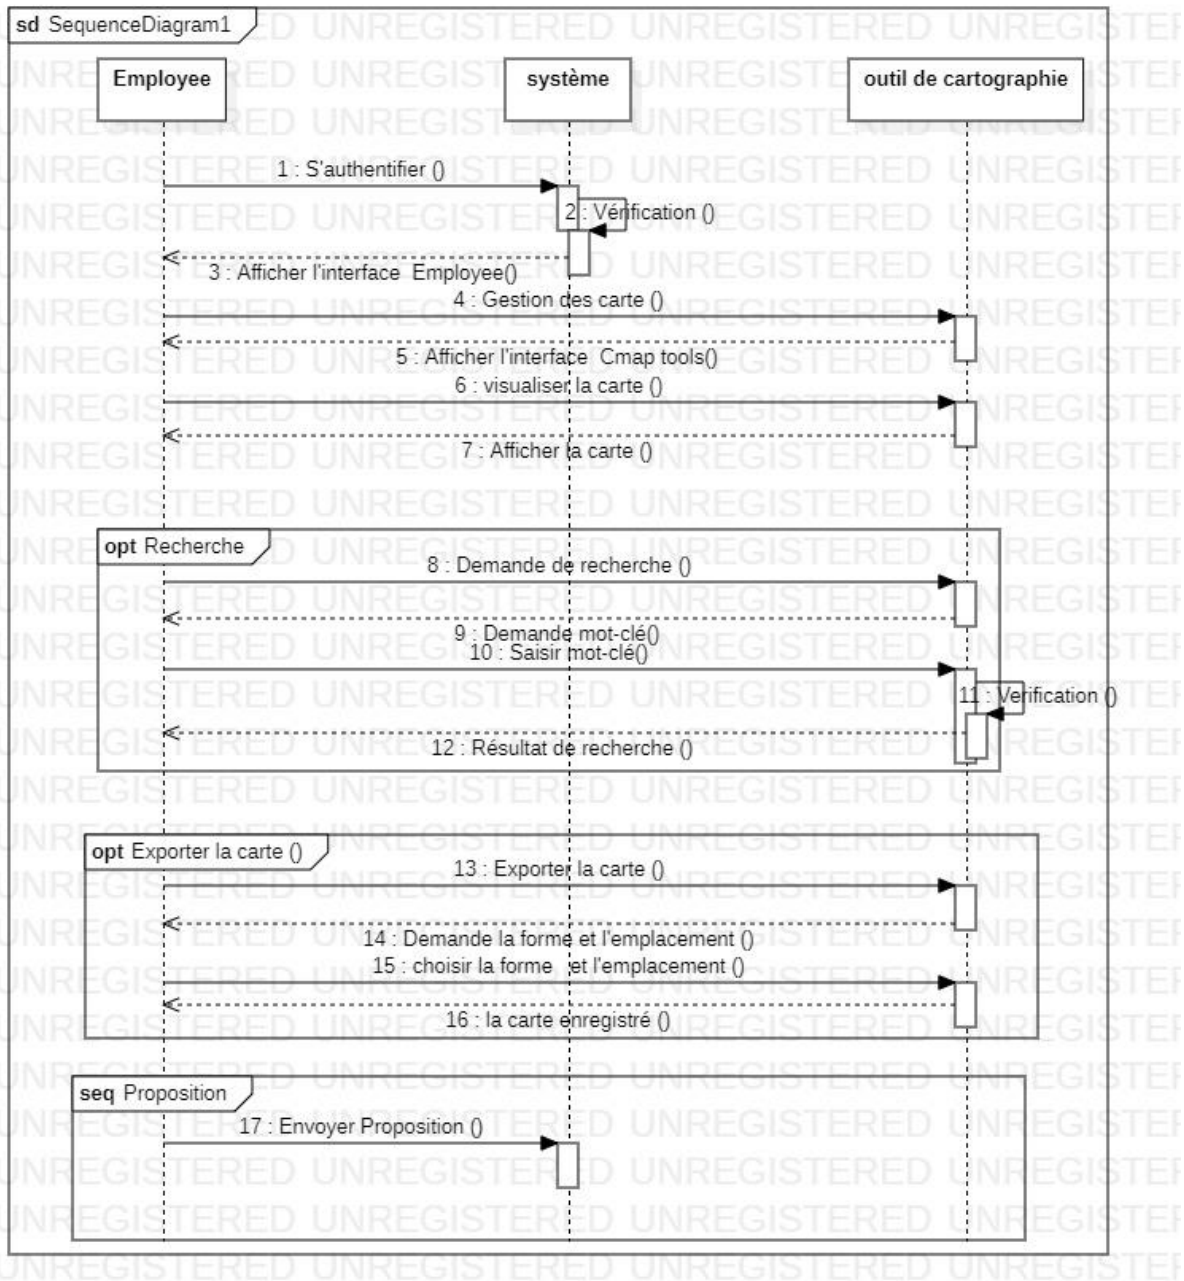 sd SequenceDiagram1
Employee
système
outil de cartographie
1 : S'authentifier ()
2 : Vérification ()
3 : Afficher l'interface Employee()
4 : Gestion des carte ()
5 : Afficher l'interface Cmap tools()
6 : visualiser la carte ()
7 : Afficher la carte ()
opt Recherche
8 : Demande de recherche ()
9 : Demande mot-clé()
10 : Saisir mot-clé()
11 : Verification ()
12 : Résultat de recherche ()
opt Exporter la carte ()
13 : Exporter la carte ()
14 : Demande la forme et l'emplacement ()
15 : choisir la forme et l'emplacement ()
16 : la carte enregistré ()
seq Proposition
17 : Envoyer Proposition ()
UNREGISTERED